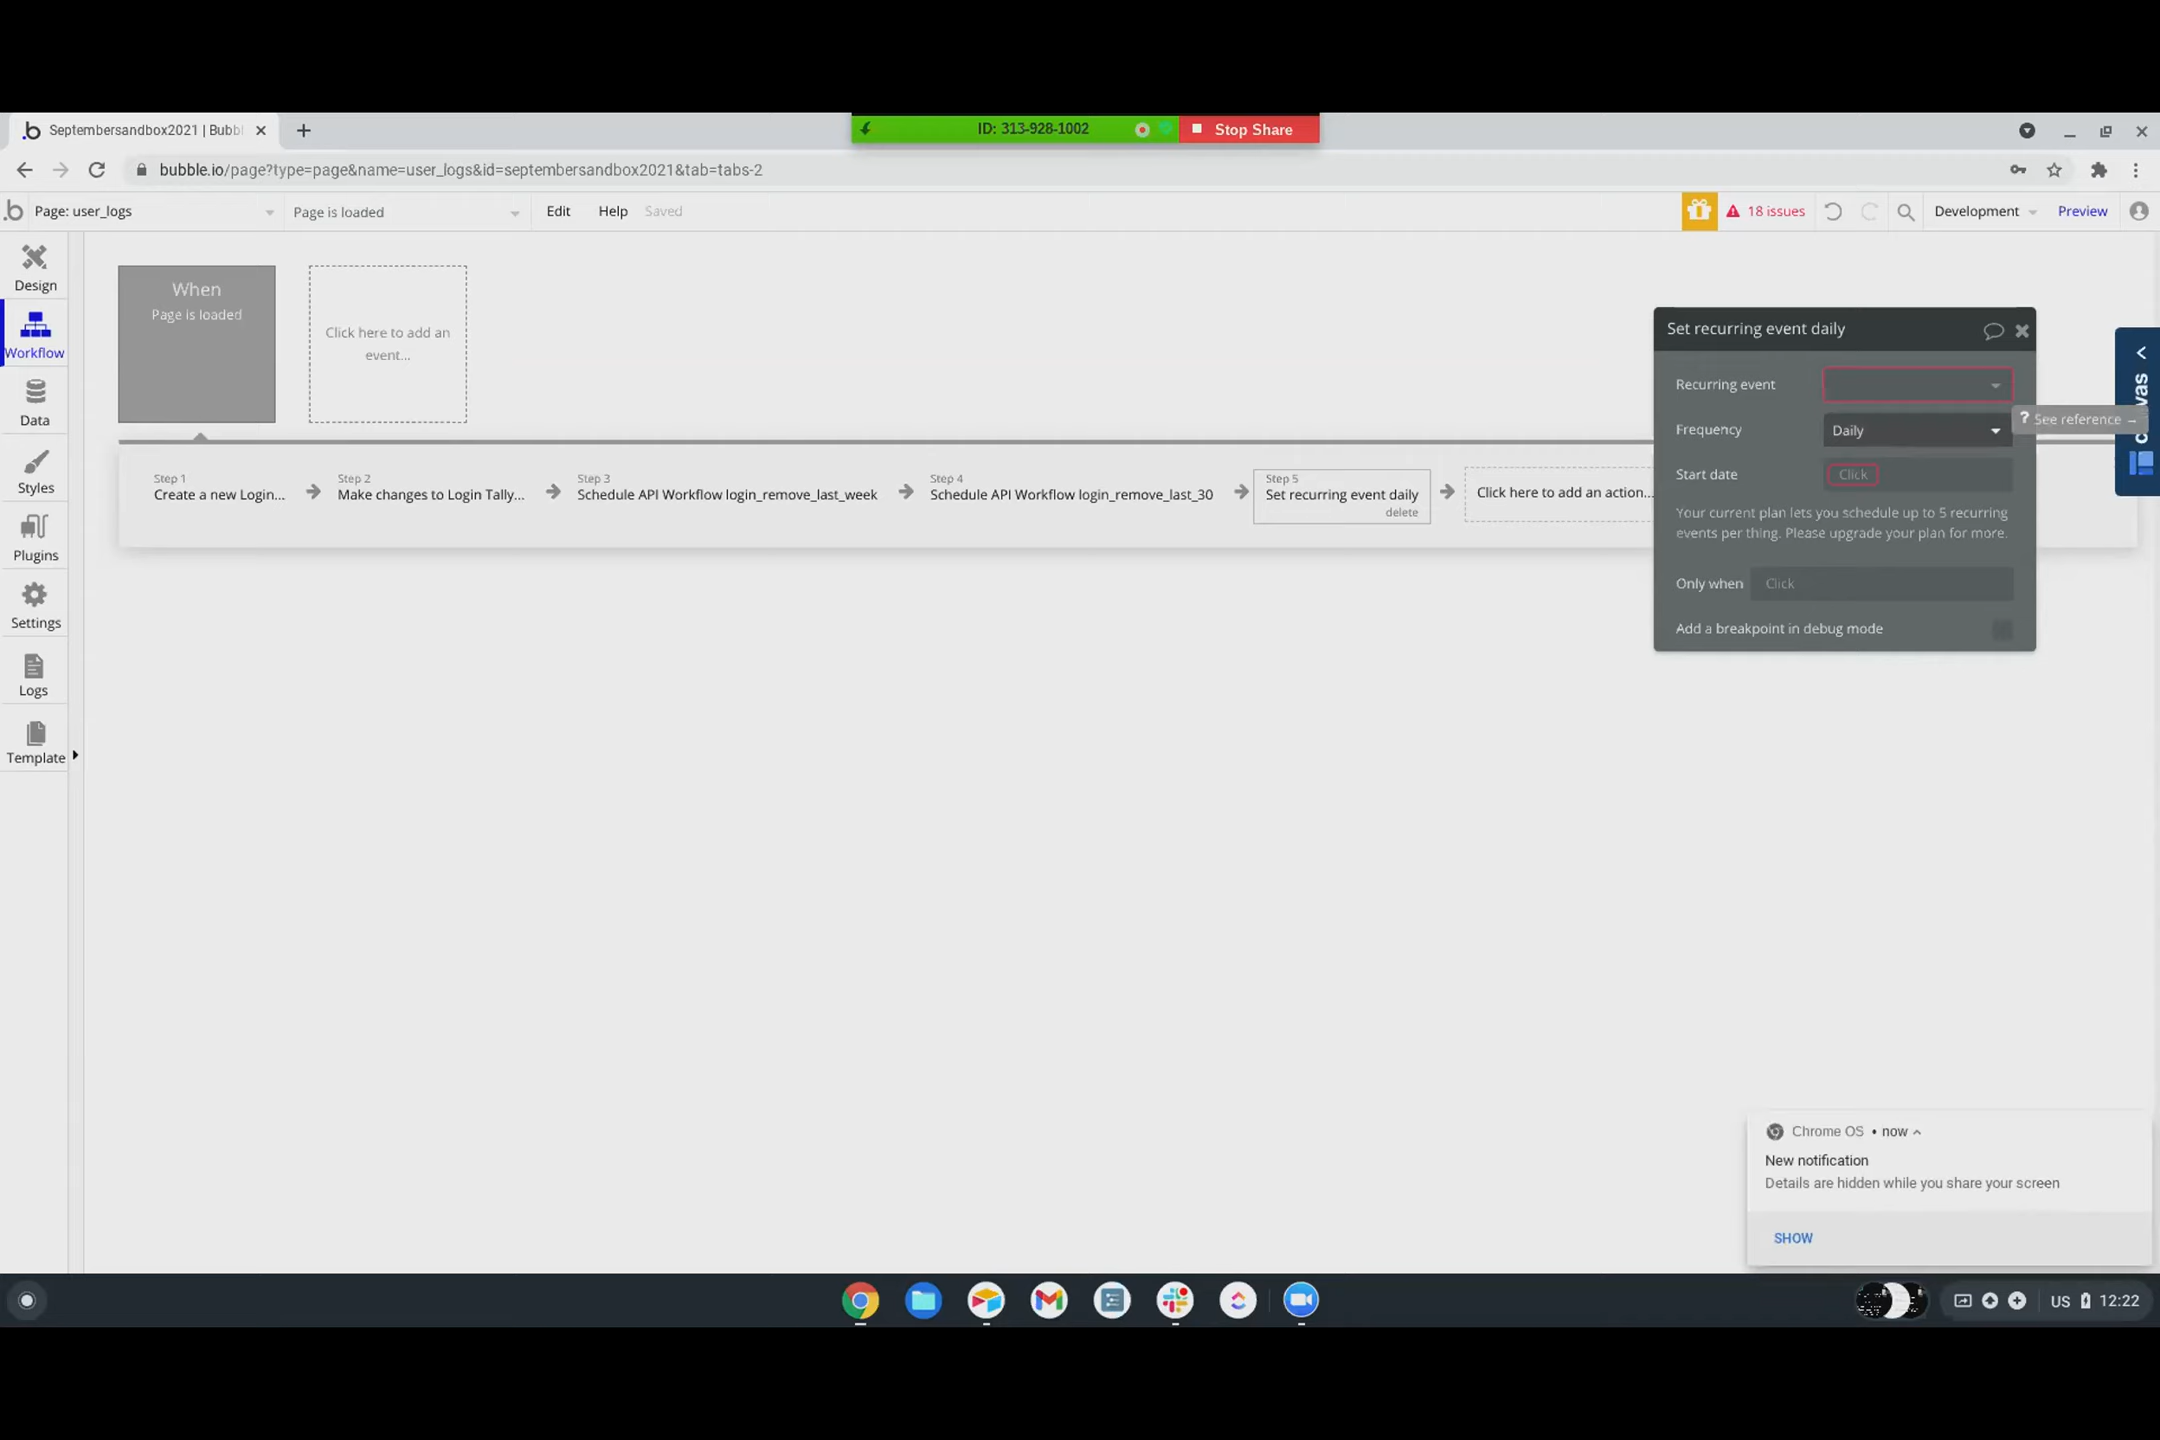 Septembersandbox2021 | Bubbl
ID: 313-928-1002
Stop Share
bubble.io/page?type=page&name=user_logs&id=septembersandbox2021&tab=tabs-2
Page: user_logs
Page is loaded
Edit
Help
Saved
18 issues
Development
Preview
Design
Workflow
Data
Styles
Plugins
Settings
Logs
Template
When
Page is loaded
Click here to add an
event...
Step 1
Create a new Login...
Step 2
Make changes to Login Tally...
Step 3
Schedule API Workflow login_remove_last_week
Step 4
Schedule API Workflow login_remove_last_30
Step 5
Set recurring event daily
delete
Click here to add an action...
Set recurring event daily
Recurring event
Frequency
Daily
? See reference →
Start date
Click
Your current plan lets you schedule up to 5 recurring
events per thing. Please upgrade your plan for more.
Only when
Click
Add a breakpoint in debug mode
Chrome OS • now
New notification
Details are hidden while you share your screen
SHOW
US
12:22